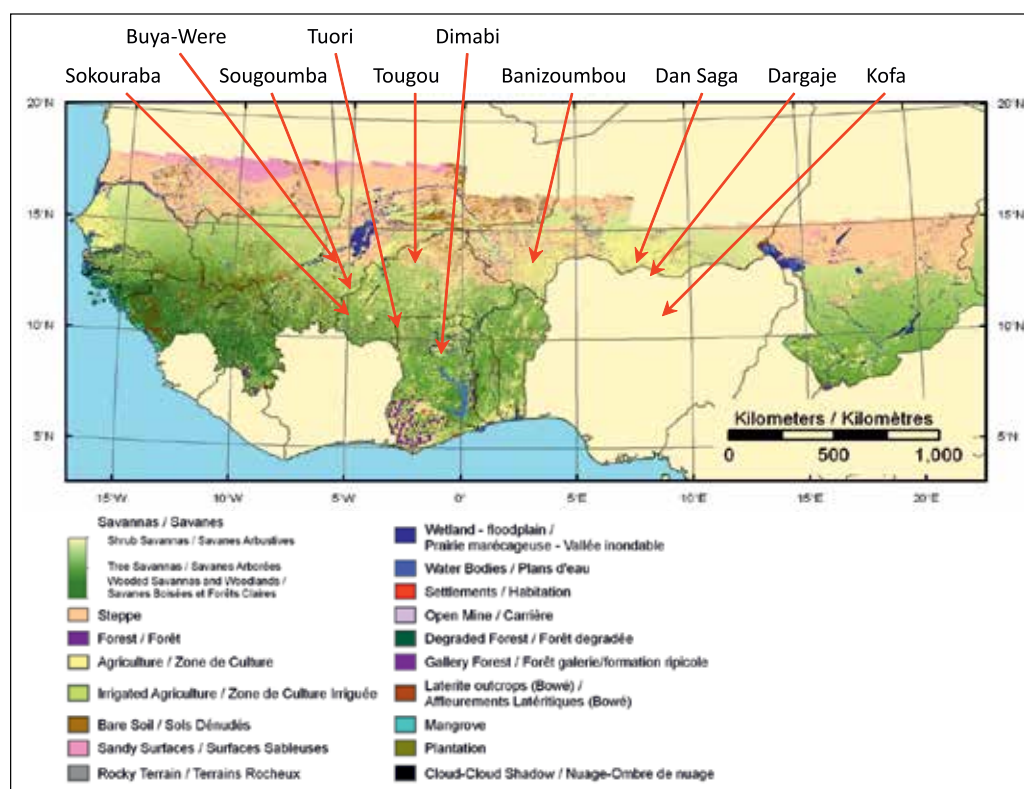 Buya-Were Tuori Dimabi
Sokouraba Sougoumba Tougou Banizoumbou Dan Saga Dargaje Kofa
20°N 20°N
15°N 15°N
10°N 10°N
5°N 5°N
Kilometers / Kilomètres
0 500 1,000
15°W 10°W 5°W 0° 5°E 10°E 15°E 20°E
Savannas / Savanes
Shrub Savannas / Savanes Arbustives
Tree Savannas / Savanes Arborées
Wooded Savannas and Woodlands /
Savanes Boisées et Forêts Claires
Steppe
Forest / Forêt
Agriculture / Zone de Culture
Irrigated Agriculture / Zone de Culture Irriguée
Bare Soil / Sols Dénudés
Sandy Surfaces / Surfaces Sableuses
Rocky Terrain / Terrains Rocheux
Wetland - floodplain /
Prairie marécageuse - Vallée inondable
Water Bodies / Plans d'eau
Settlements / Habitation
Open Mine / Carrière
Degraded Forest / Forêt degradée
Gallery Forest / Forêt galerie/formation ripicole
Laterite outcrops (Bowé) /
Affleurements Latéritiques (Bowé)
Mangrove
Plantation
Cloud-Cloud Shadow / Nuage-Ombre de nuage